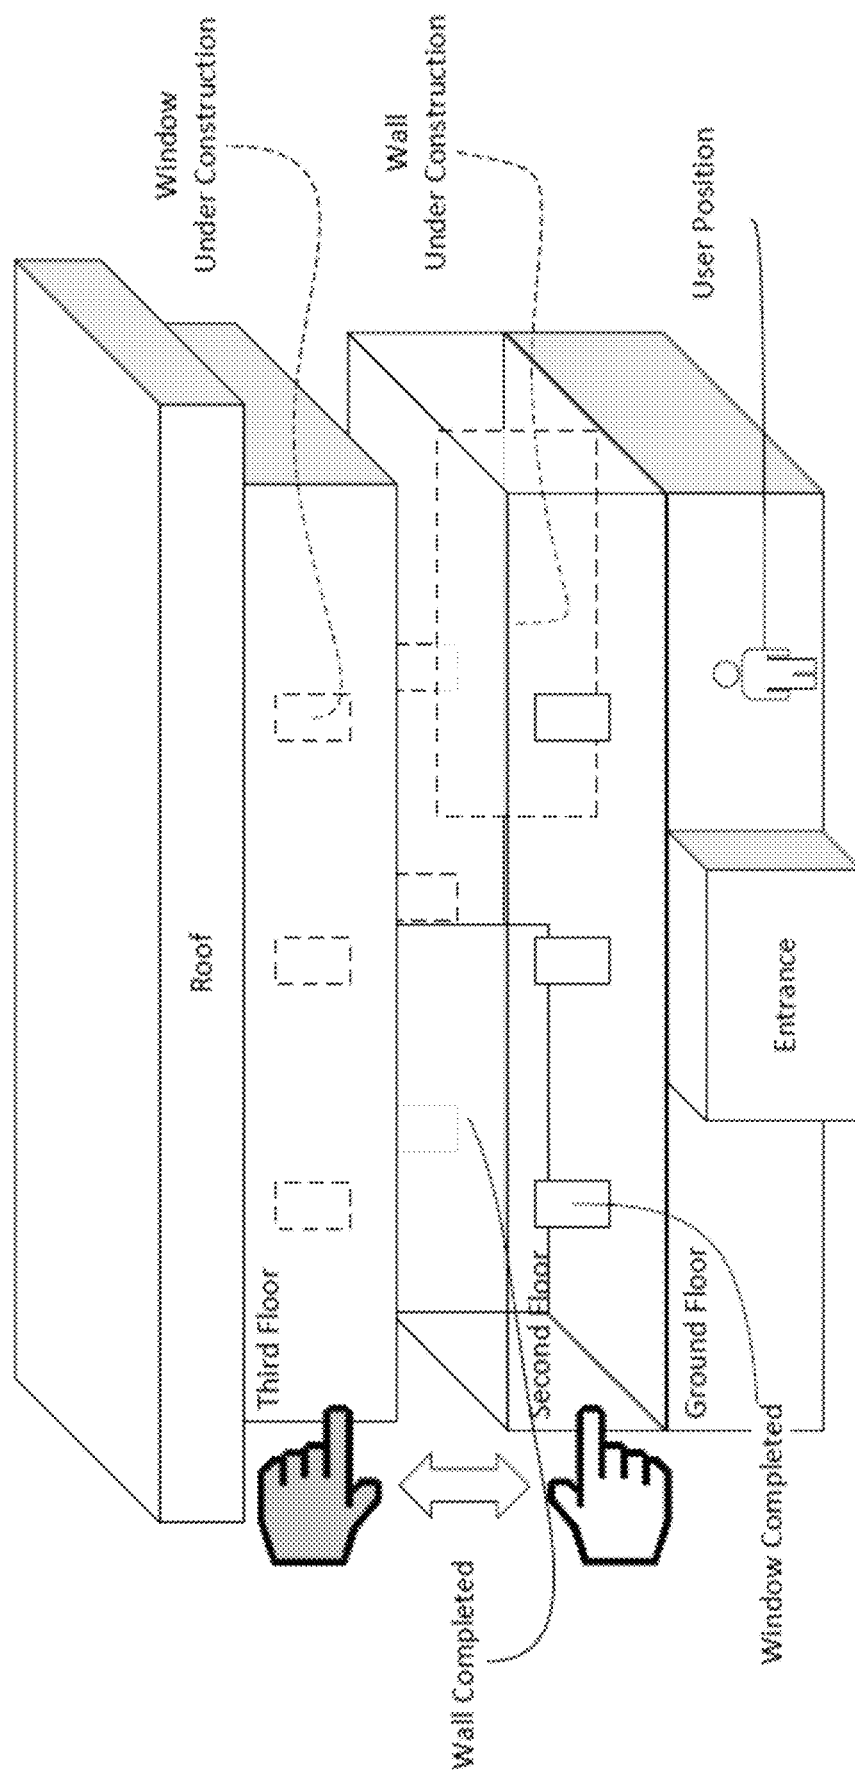 Window
Under Construction
Wall
Under Construction
User Position
Roof
Third Floor
Second Floor
Ground Floor
Entrance
Wall Completed
Window Completed